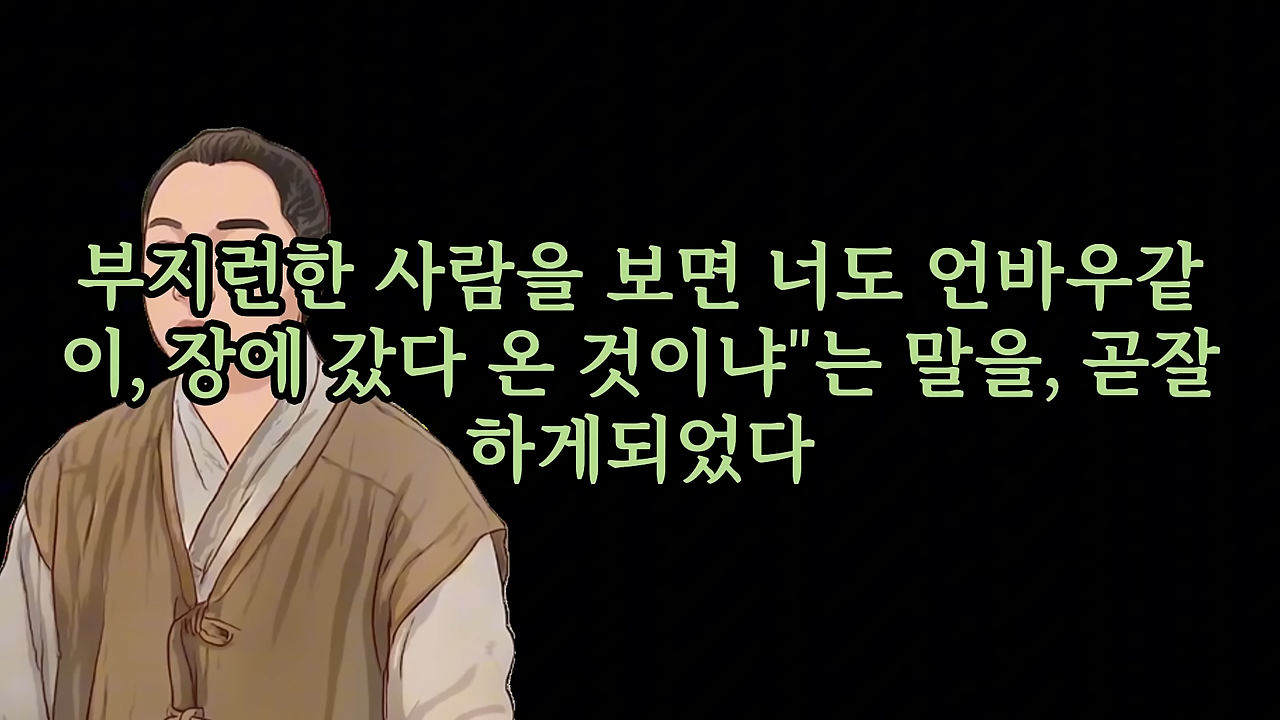 부지런한 사람을 보면 너도 언바우같
이, 장에 갔다 온 것이냐"는 말을, 곧잘
하게되었다